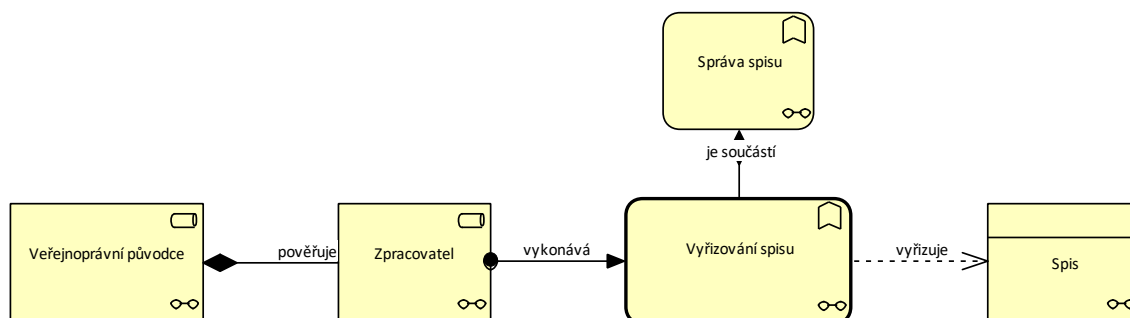 Správa spisu
je součástí
Veřejnoprávní původce
pověřuje
Zpracovatel
vykonává
Vyřizování spisu
vyřizuje
Spis